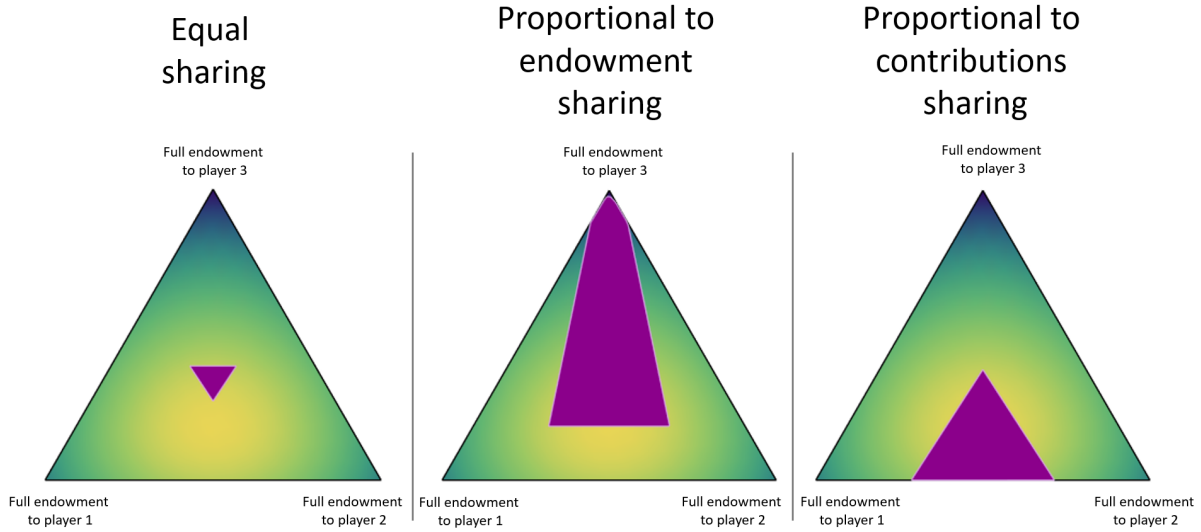 Equal
sharing
Proportional to
endowment
sharing
Proportional to
contributions
sharing
Full endowment
to player 3
Full endowment
to player 3
Full endowment
to player 3
Full endowment
to player 1
Full endowment
to player 2
Full endowment
to player 1
Full endowment
to player 2
Full endowment
to player 1
Full endowment
to player 2